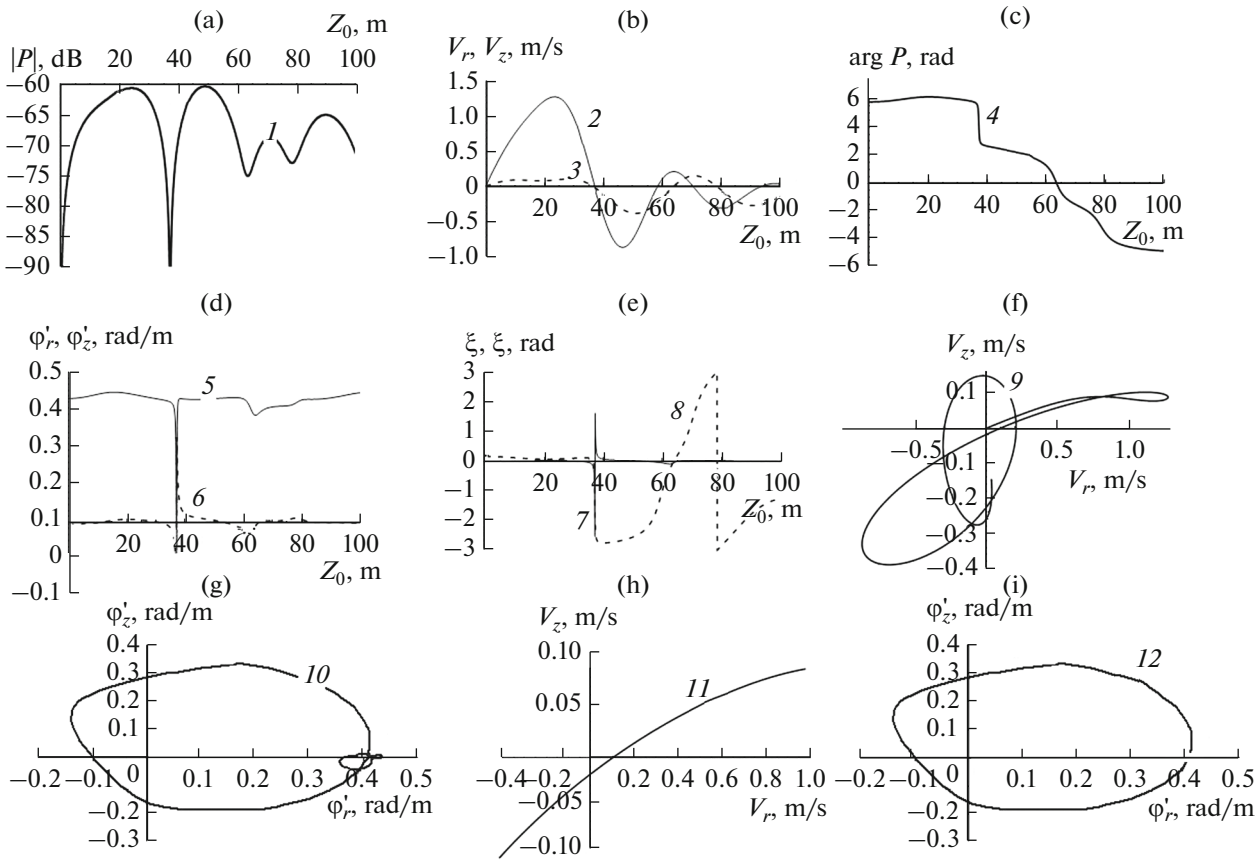 (a)
Z0, m
|P|, dB 20 40 60 80 100
−60
−65
−70
−75
−80
−85
−90
1
(b)
Vr, Vz, m/s
1.5
1.0
0.5
0
−0.5
−1.0
2
3
20 40 60 80 100
Z0, m
(c)
arg P, rad
6
4
2
0
−2
−4
−6
4
20 40 60 80 100
Z0, m
(d)
φ'r, φ'z, rad/m
0.5
0.4
0.3
0.2
0.1
0
−0.1
5
6
20 40 60 80 100
Z0, m
(e)
ξ, ξ, rad
3
2
1
0
−1
−2
−3
7
8
20 40 60 80 100
Z0, m
(f)
Vz, m/s
0.1
−0.1
−0.2
−0.3
−0.4
9
−0.5 0.5 1.0
Vr, m/s
(g)
φ'z, rad/m
0.4
0.3
0.2
0.1
−0.2
−0.3
10
−0.2 −0.1 0 0.1 0.2 0.3 0.4 0.5
φ'r, rad/m
(h)
Vz, m/s
0.10
0.05
−0.05
−0.10
11
−0.4 −0.2 0.2 0.4 0.6 0.8 1.0
Vr, m/s
(i)
φ'z, rad/m
0.4
0.3
0.2
0.1
−0.2
−0.3
12
−0.2 −0.1 0 0.1 0.2 0.3 0.4 0.5
φ'r, rad/m